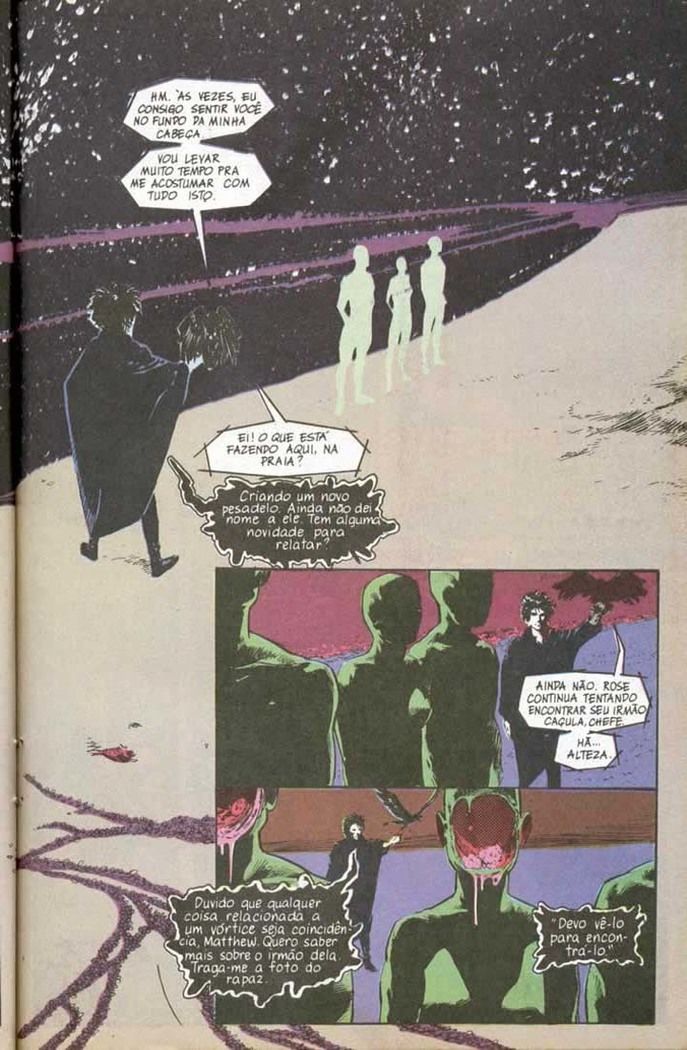 HM. ÀS VEZES, EU
CONSIGO SENTIR VOCÊ
NO FUNDO DA MINHA
CABEÇA.
VOU LEVAR
MUITO TEMPO PRA
ME ACOSTUMAR COM
TUDO ISTO.
EI! O QUE ESTÁ
FAZENDO AQUI, NA
PRAIA?
Criando um novo
pesadelo. Ainda não dei
nome a ele. Tem alguma
novidade para
relatar?
AINDA NÃO. ROSE
CONTINUA TENTANDO
ENCONTRAR SEU IRMÃO
CAÇULA, CHEFE.
HÃ...
ALTEZA.
Duvido que qualquer
coisa relacionada a
um vórtice seja coincidên-
cia, Matthew. Quero saber
mais sobre o irmão dela.
Traga-me a foto do
rapaz.
"Devo vê-lo
para encon-
trá-lo."